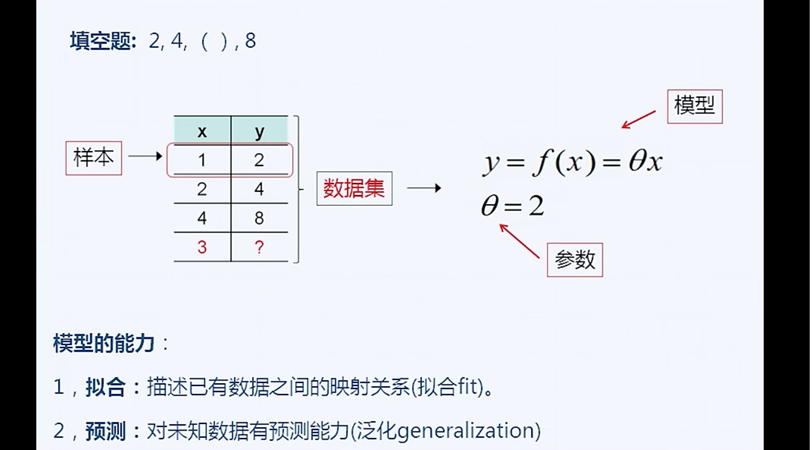 填空题: 2, 4, ( ) , 8
模型
x y
样本
1 2
y = f(x) = θx
2 4
数据集
θ = 2
4 8
3 ?
参数
模型的能力:
1,拟合:描述已有数据之间的映射关系(拟合fit)。
2,预测:对未知数据有预测能力(泛化generalization)